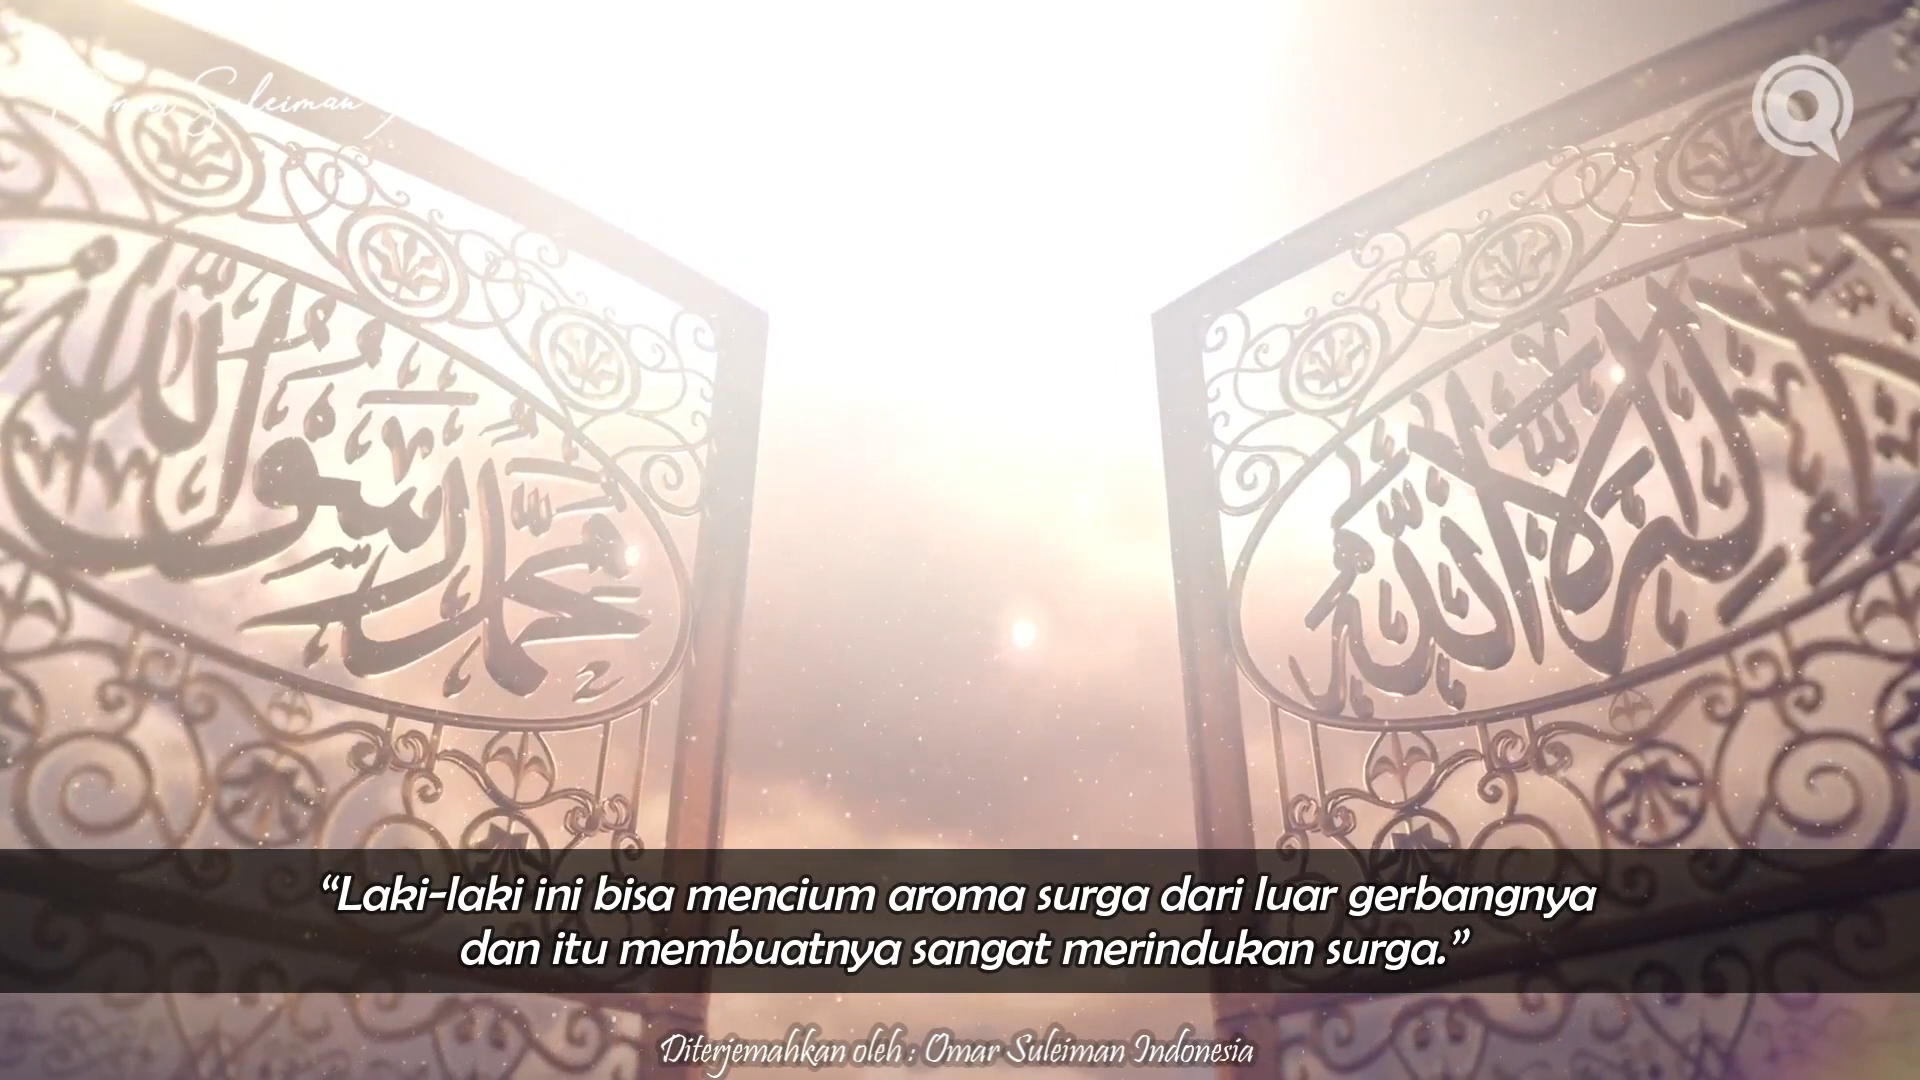 Suleiman
لا إله إلا الله
محمد رسول الله
“Laki-laki ini bisa mencium aroma surga dari luar gerbangnya
dan itu membuatnya sangat merindukan surga.”
Diterjemahkan oleh : Omar Suleiman Indonesia